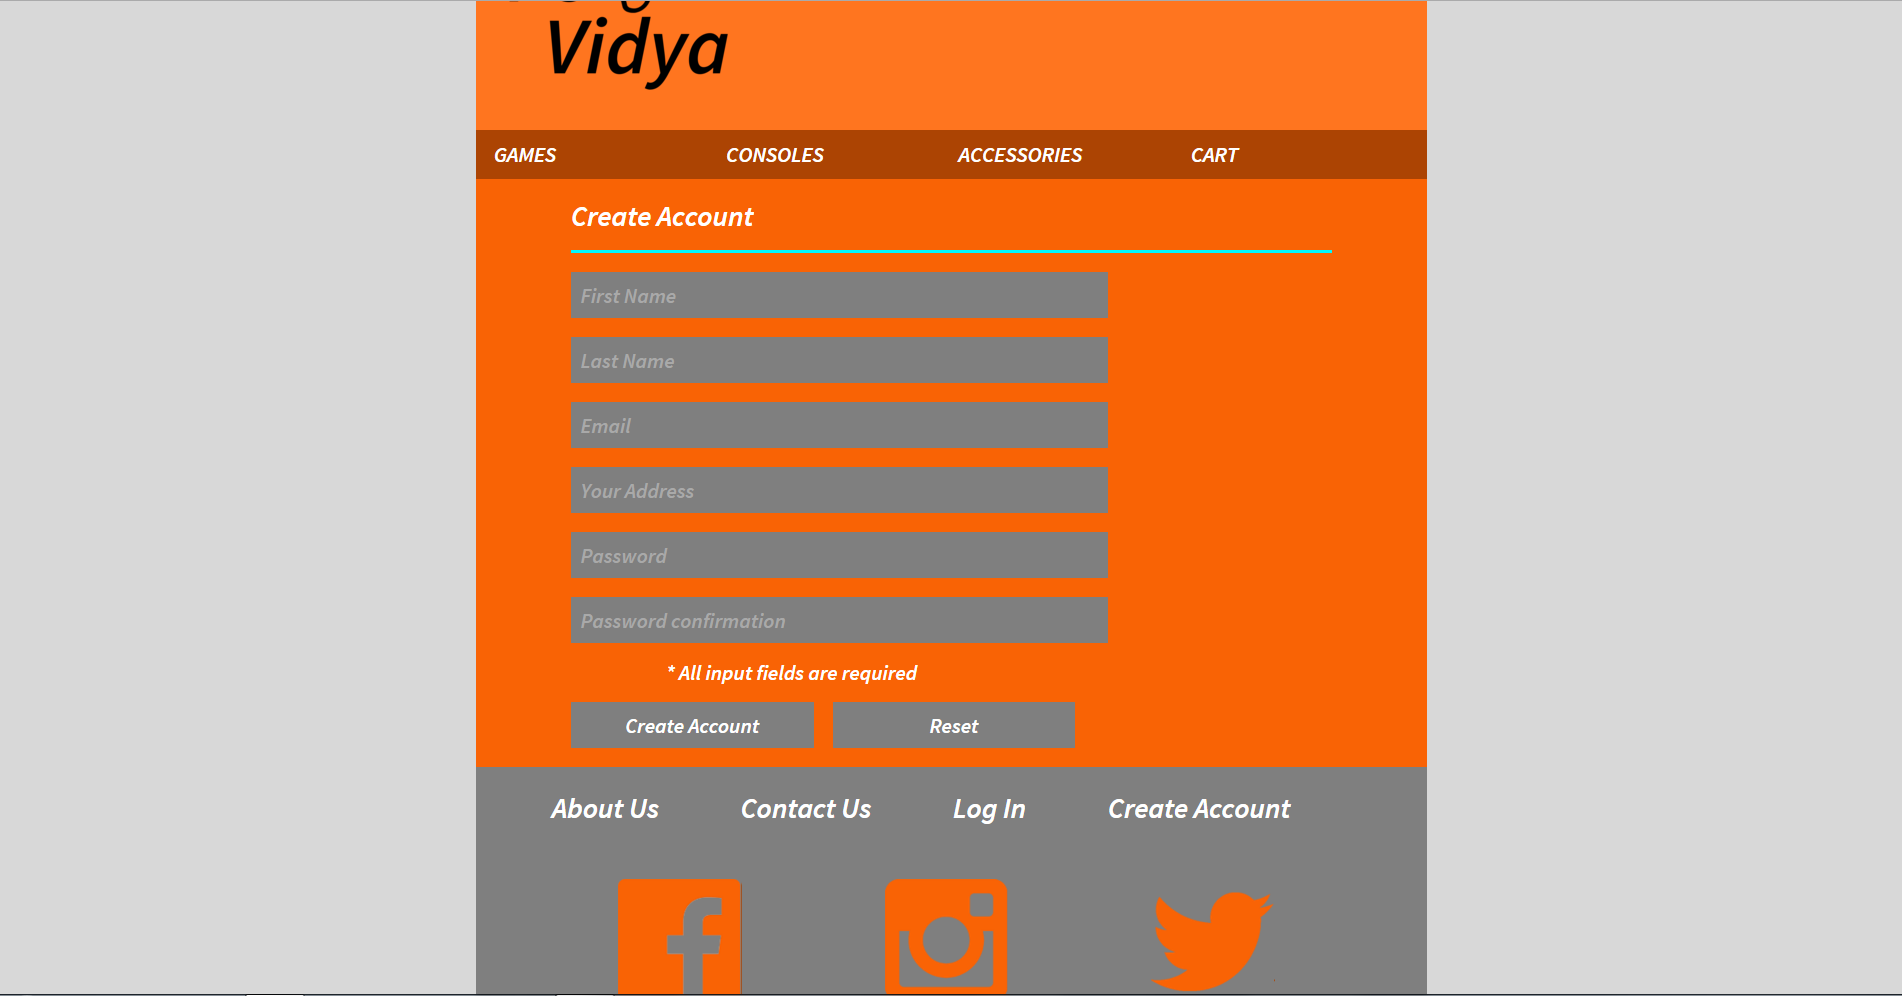 Vidya
GAMES CONSOLES ACCESSORIES CART
Create Account
First Name
Last Name
Email
Your Address
Password
Password confirmation
* All input fields are required
Create Account Reset
About Us Contact Us Log In Create Account